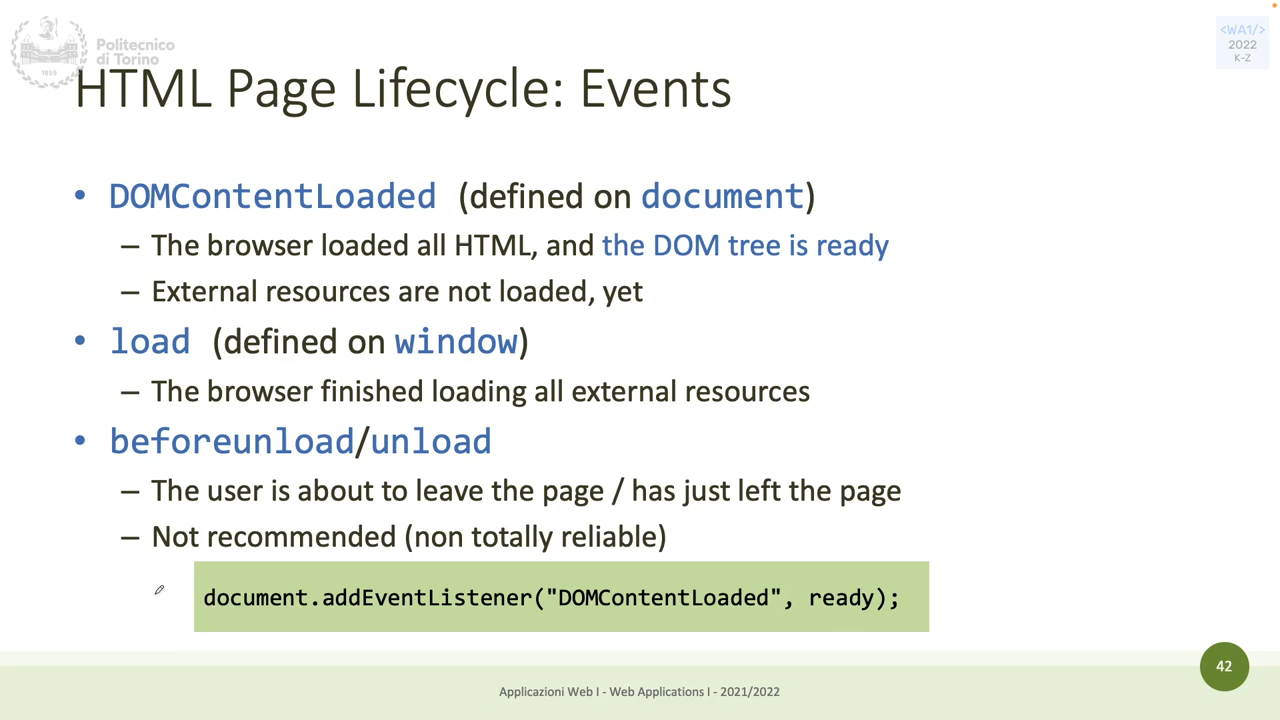 Politecnico
di Torino
1859
<WA1/>
2022
K-Z
HTML Page Lifecycle: Events
• DOMContentLoaded (defined on document)
– The browser loaded all HTML, and the DOM tree is ready
– External resources are not loaded, yet
• load (defined on window)
– The browser finished loading all external resources
• beforeunload/unload
– The user is about to leave the page / has just left the page
– Not recommended (non totally reliable)
document.addEventListener("DOMContentLoaded", ready);
42
Applicazioni Web I - Web Applications I - 2021/2022